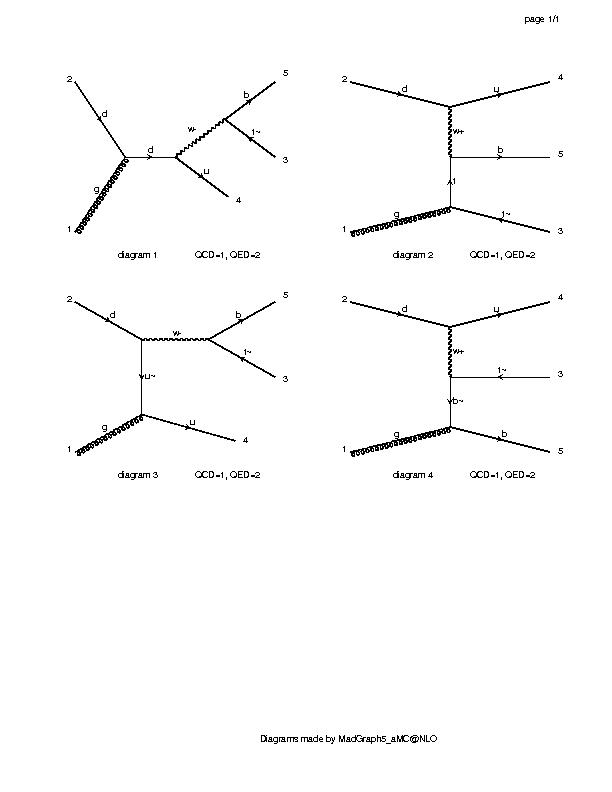 page 1/1
2
d
g
1
d
w-
b
5
t~
3
u
4
diagram 1 QCD=1, QED=2
2
d
u
4
w+
b
5
t
g
1
t~
3
diagram 2 QCD=1, QED=2
2
d
w-
b
5
t~
3
u~
g
1
u
4
diagram 3 QCD=1, QED=2
2
d
u
4
w+
t~
3
b~
g
1
b
5
diagram 4 QCD=1, QED=2
Diagrams made by MadGraph5_aMC@NLO